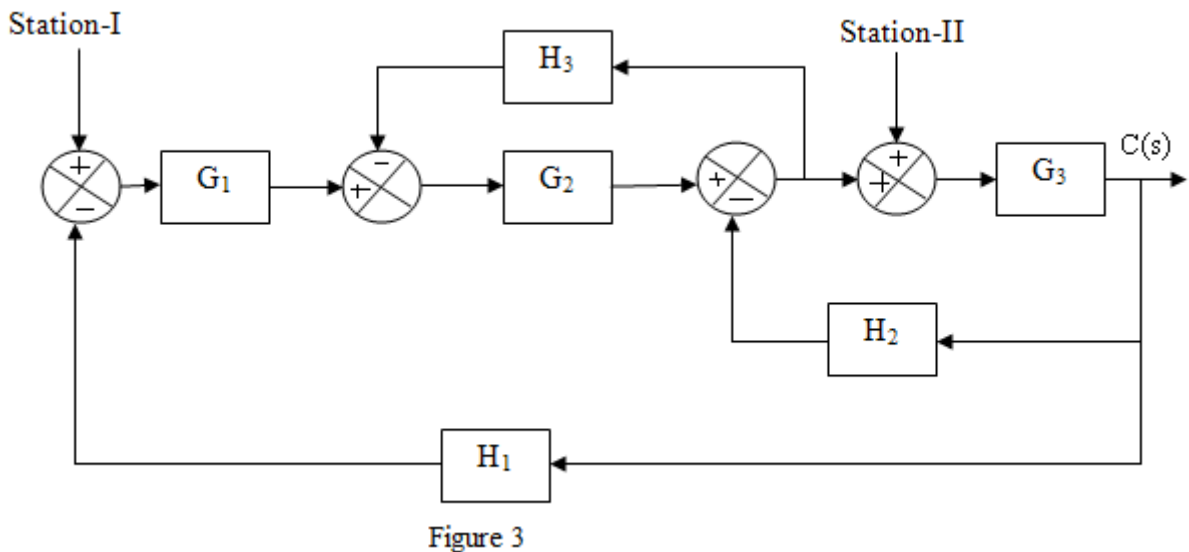 Station-I
Station-II
H₃
C(s)
+
−
G₁
−
+
G₂
+
−
+
+
G₃
H₂
H₁
Figure 3